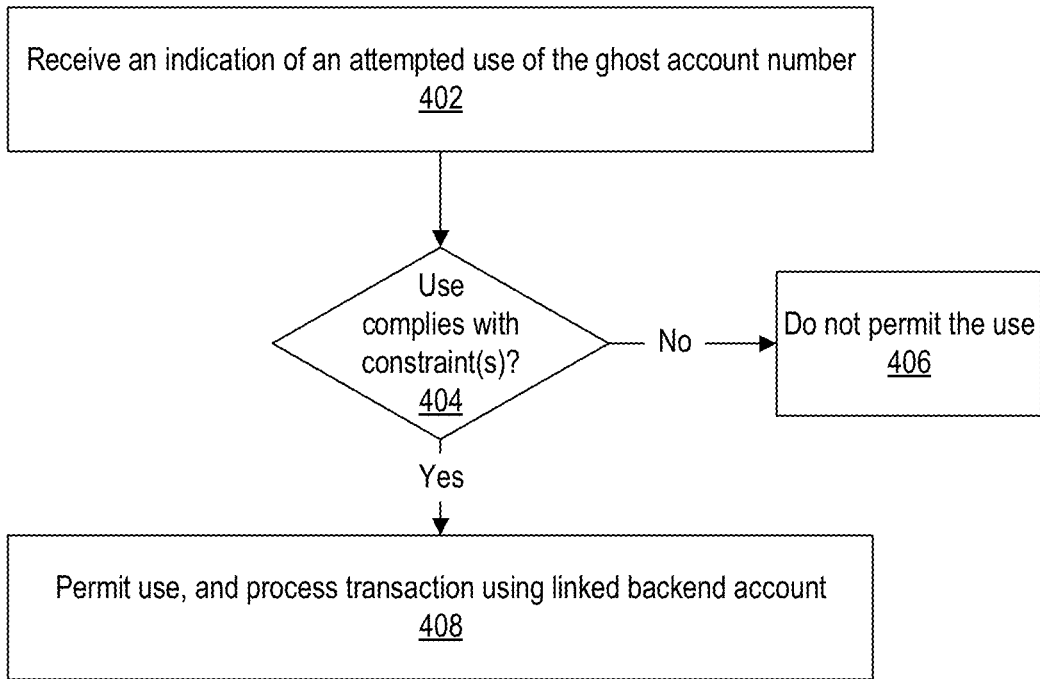 Receive an indication of an attempted use of the ghost account number
402
Use
complies with
constraint(s)?
404
No
Do not permit the use
406
Yes
Permit use, and process transaction using linked backend account
408